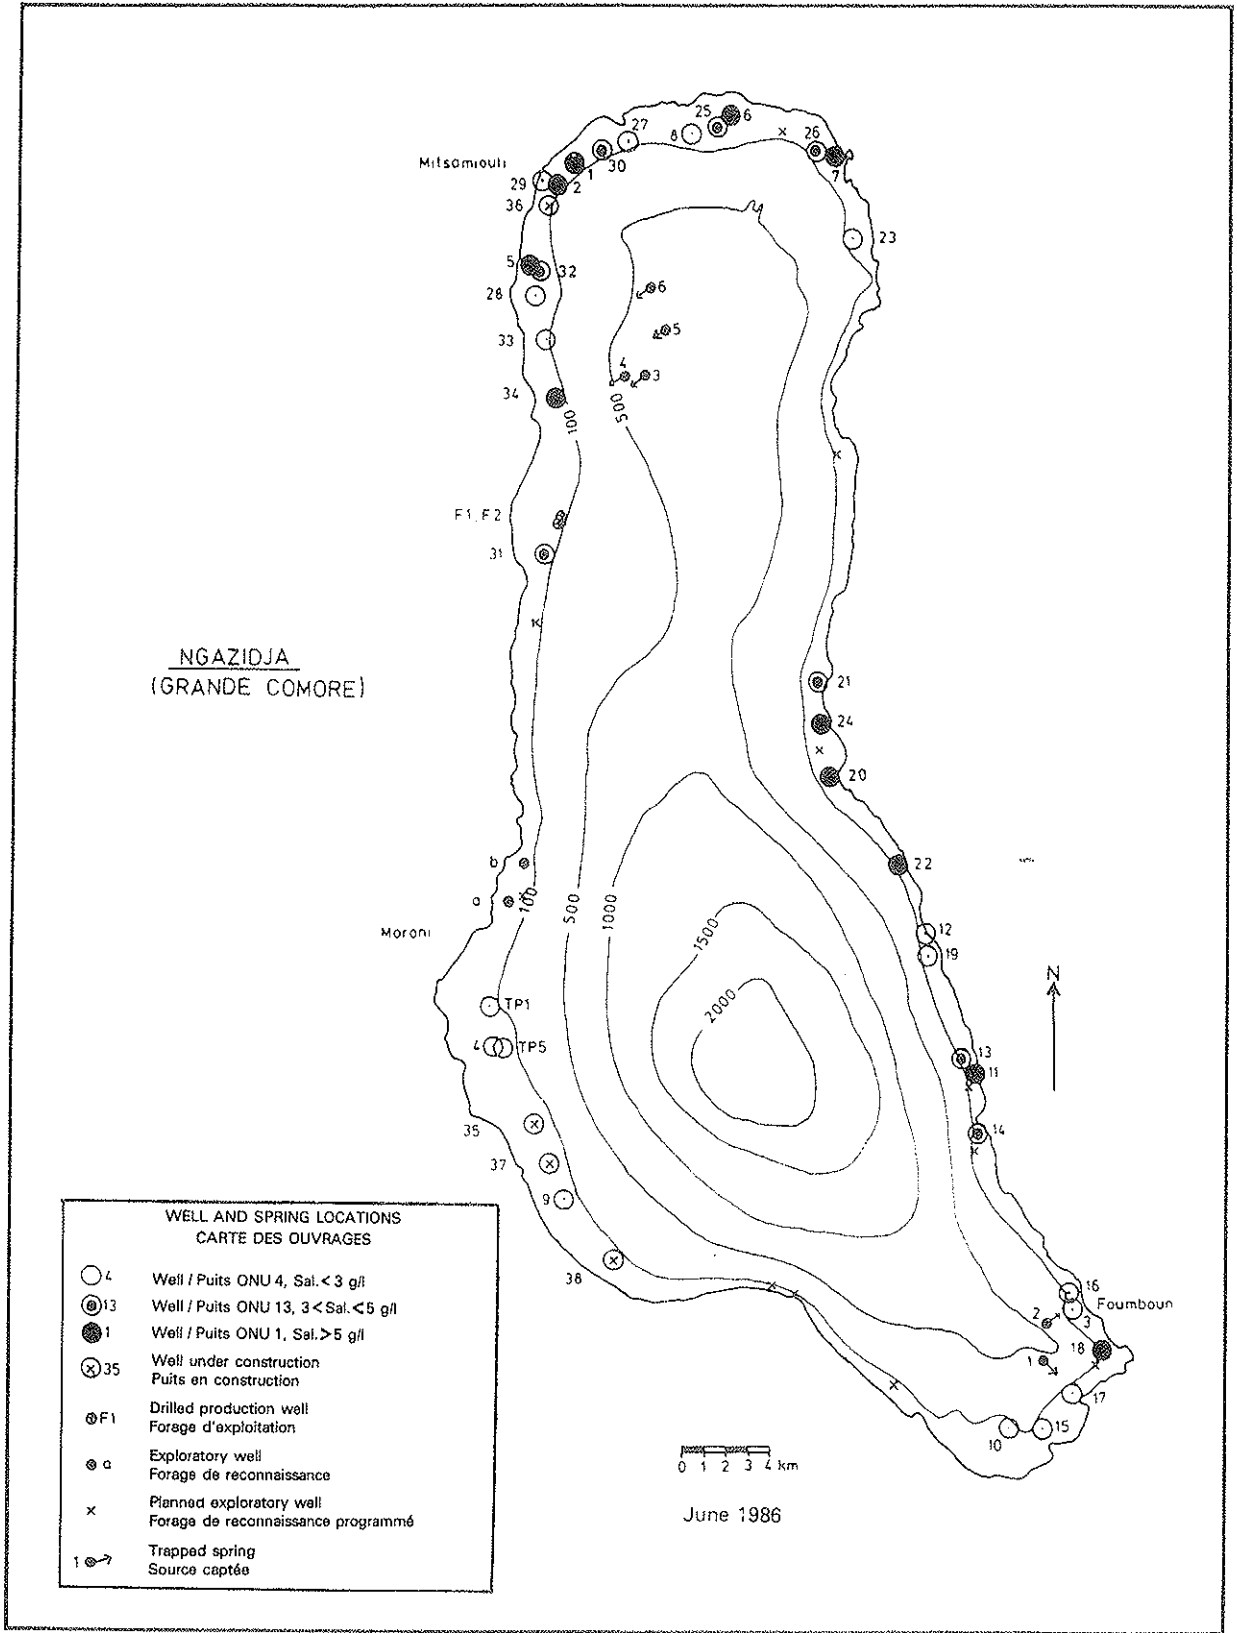 25
6
27
8
26
Mitsamiouli
30
1
7
29
2
36
23
5
32
6
28
5
33
4
3
34
100
500
F1, F2
31
NGAZIDJA
(GRANDE COMORE)
21
24
20
b
22
a
100
500
1000
1500
Moroni
12
19
N
2000
TP1
4
TP5
13
11
35
14
37
9
38
16
2
3
Foumboun
1
18
17
10
15
WELL AND SPRING LOCATIONS
CARTE DES OUVRAGES
4 Well / Puits ONU 4, Sal.< 3 g/l
13 Well / Puits ONU 13, 3<Sal.<5 g/l
1 Well / Puits ONU 1, Sal.>5 g/l
35 Well under construction
Puits en construction
F1 Drilled production well
Forage d'exploitation
a Exploratory well
Forage de reconnaissance
x Planned exploratory well
Forage de reconnaissance programmé
1 Trapped spring
Source captée
0 1 2 3 4 km
June 1986